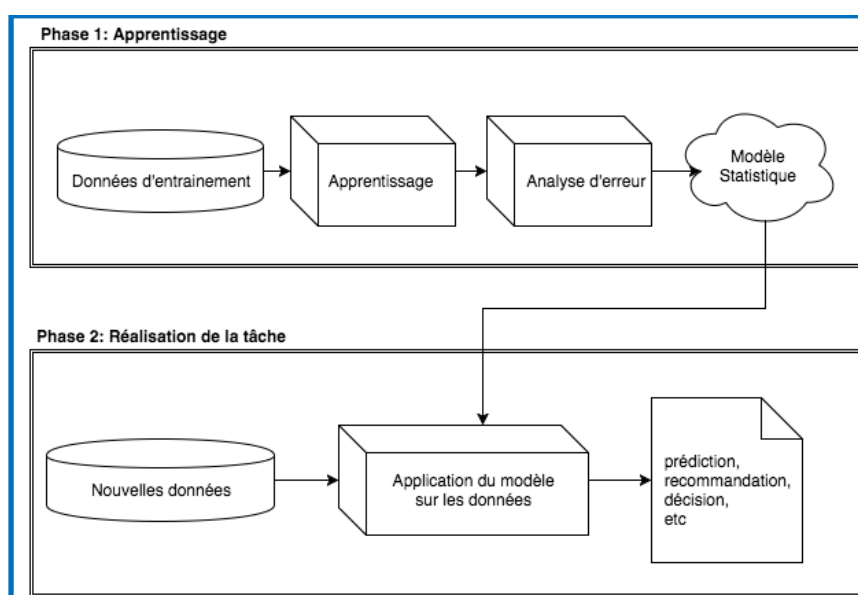 Phase 1: Apprentissage
Données d'entrainement
Apprentissage
Analyse d'erreur
Modèle
Statistique
Phase 2: Réalisation de la tâche
Nouvelles données
Application du modèle
sur les données
prédiction,
recommandation,
décision,
etc